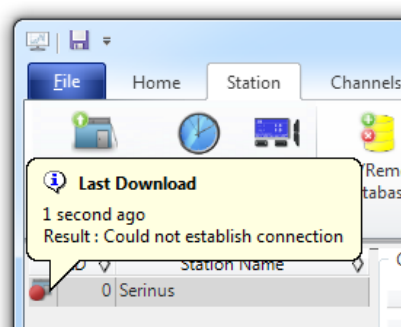 File Home Station Channels
Last Download
1 second ago
Result : Could not establish connection
Station Name
0 Serinus